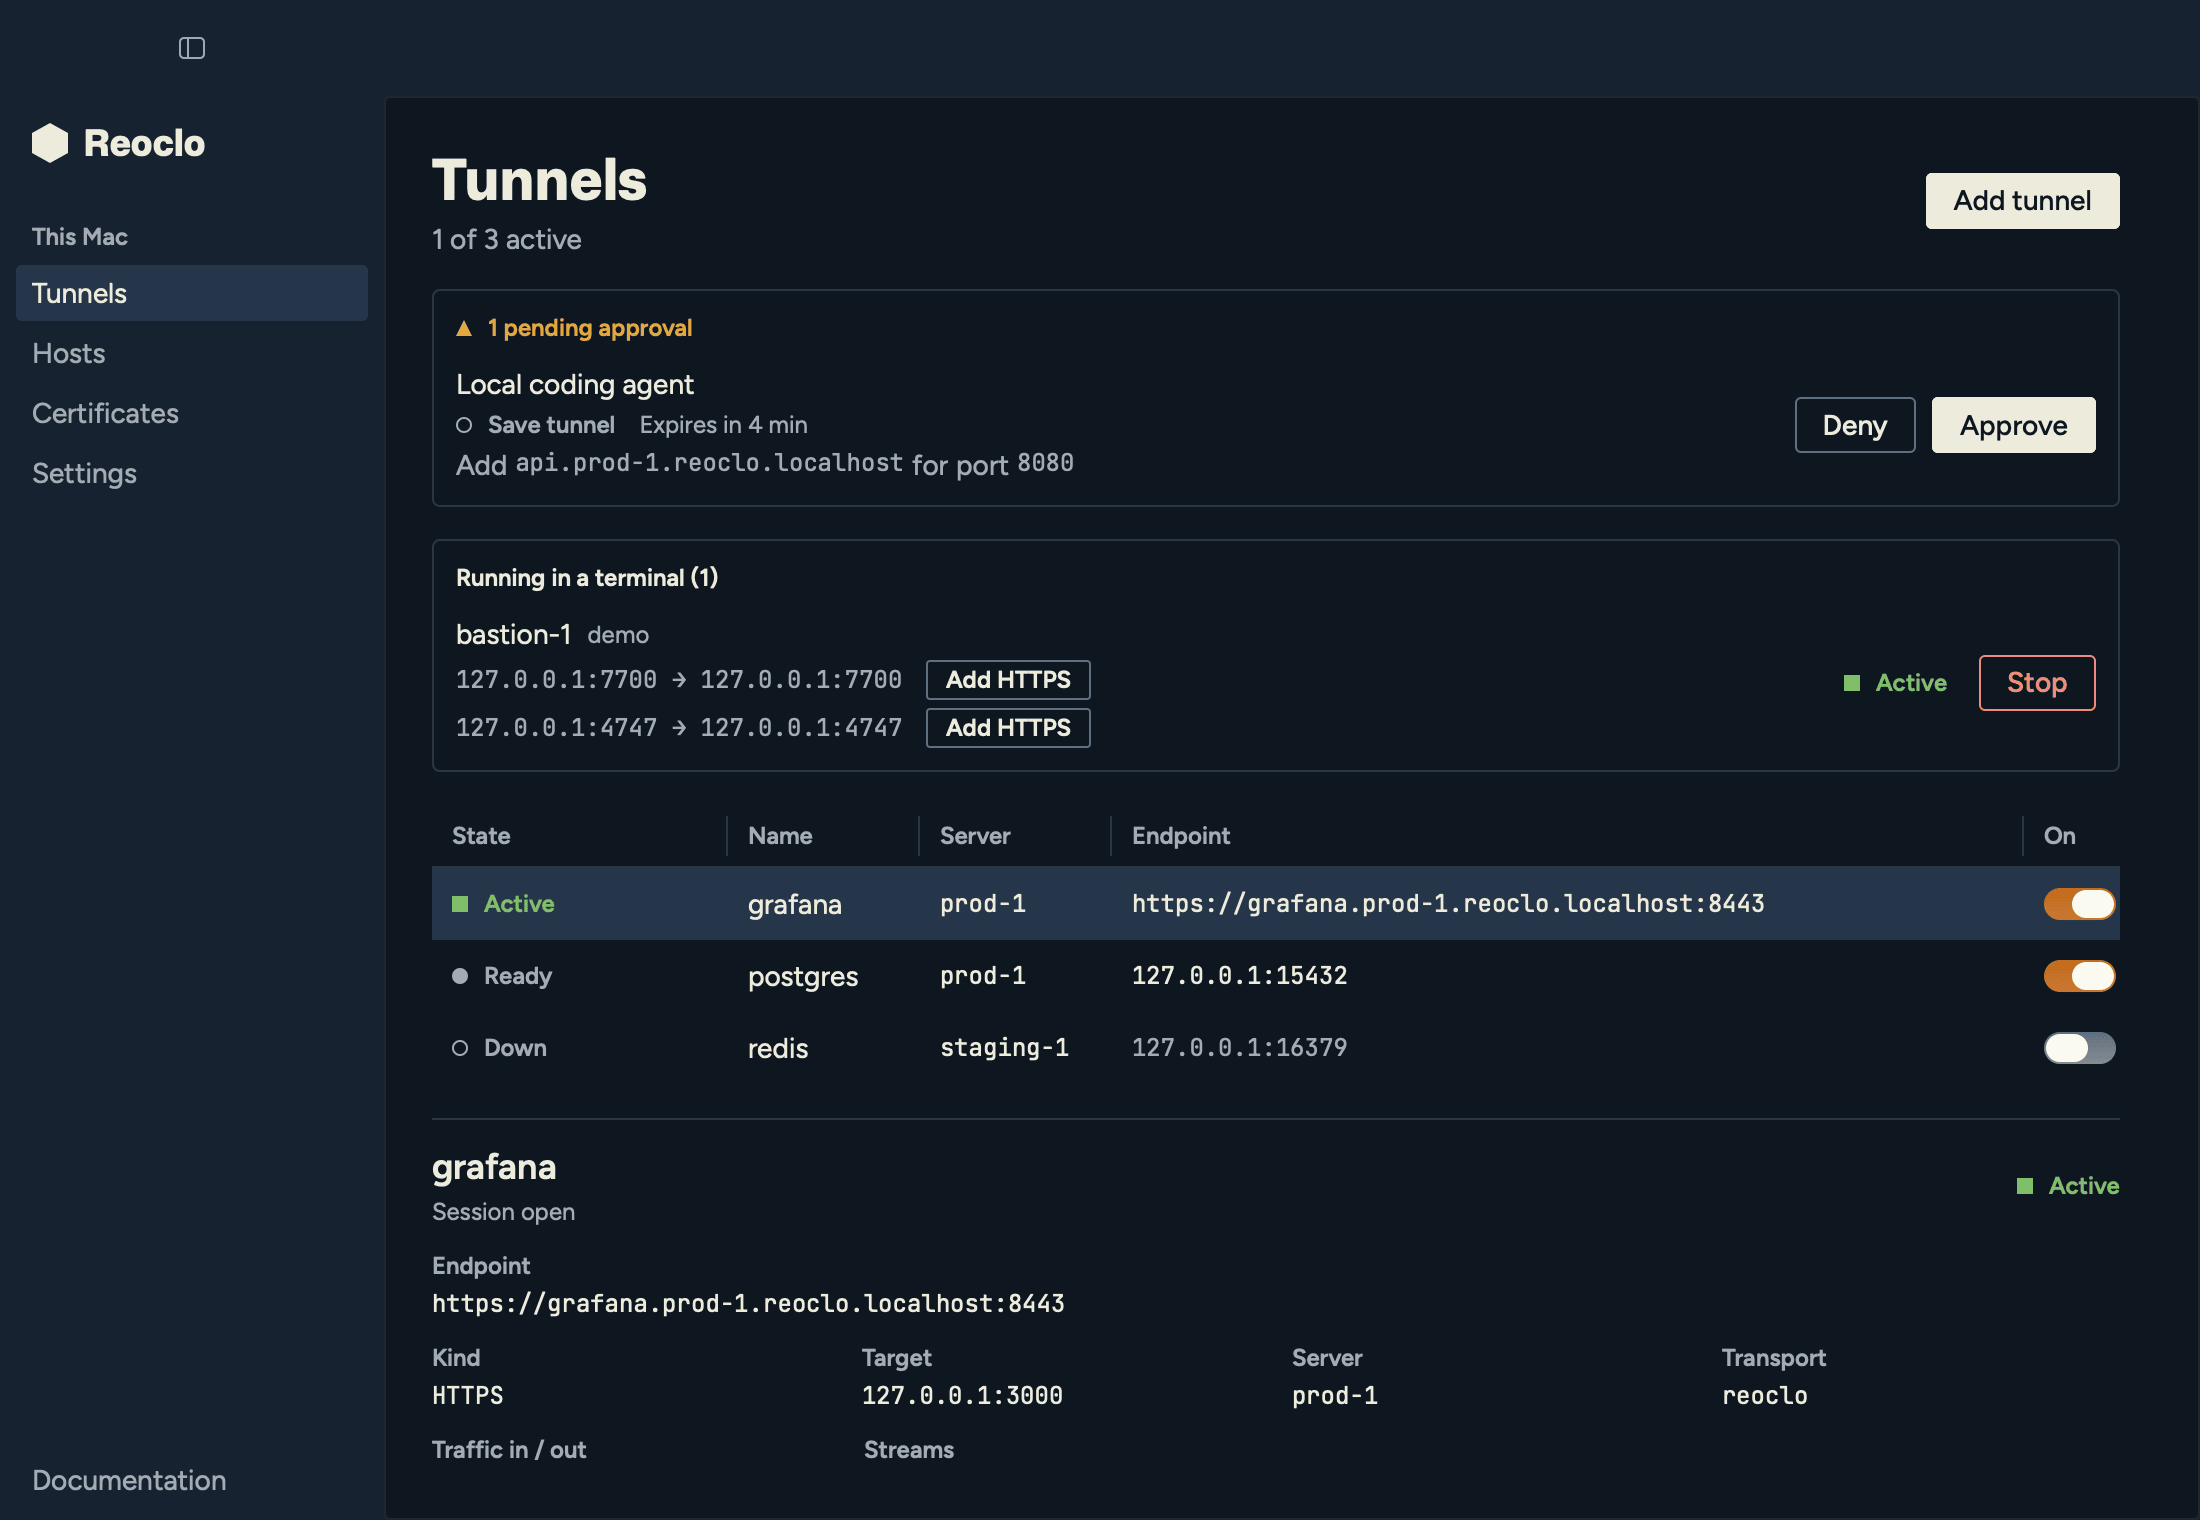 Reoclo
This Mac
Tunnels
Hosts
Certificates
Settings
Documentation
Tunnels
1 of 3 active
Add tunnel
1 pending approval
Local coding agent
Save tunnel Expires in 4 min
Add api.prod-1.reoclo.localhost for port 8080
Deny Approve
Running in a terminal (1)
bastion-1 demo
127.0.0.1:7700 → 127.0.0.1:7700 Add HTTPS
127.0.0.1:4747 → 127.0.0.1:4747 Add HTTPS
Active Stop
State Name Server Endpoint On
Active grafana prod-1 https://grafana.prod-1.reoclo.localhost:8443
Ready postgres prod-1 127.0.0.1:15432
Down redis staging-1 127.0.0.1:16379
grafana
Session open
Active
Endpoint
https://grafana.prod-1.reoclo.localhost:8443
Kind Target Server Transport
HTTPS 127.0.0.1:3000 prod-1 reoclo
Traffic in / out Streams